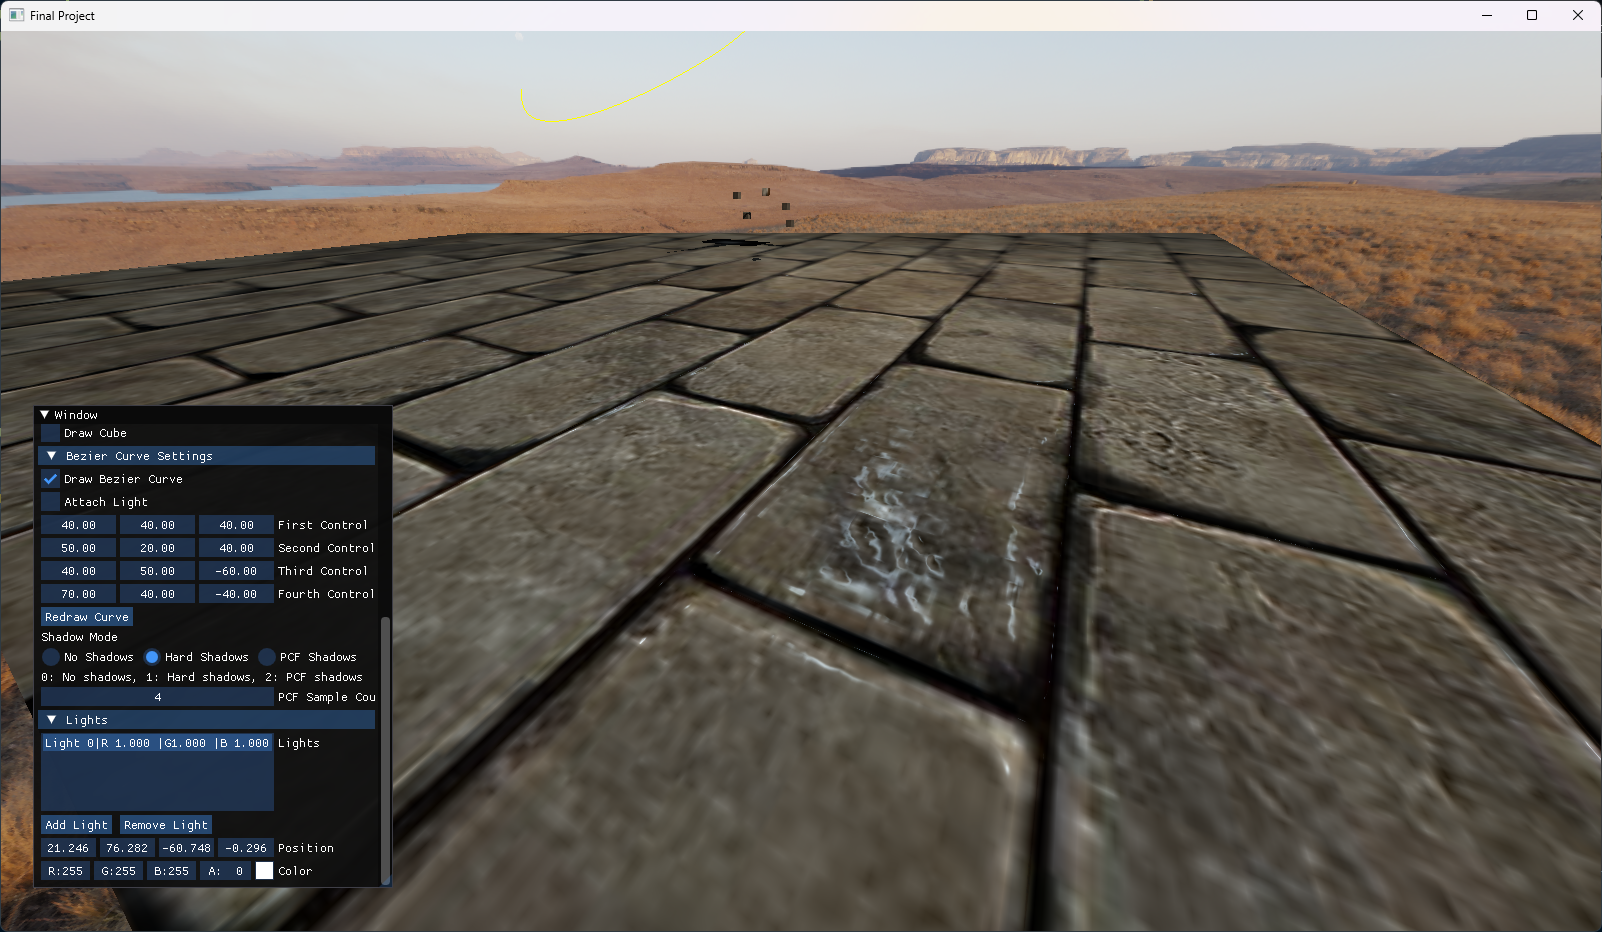 Final Project
Window
Draw Cube
Bezier Curve Settings
Draw Bezier Curve
Attach Light
40.00 40.00 40.00 First Control
50.00 20.00 40.00 Second Control
40.00 50.00 -60.00 Third Control
70.00 40.00 -40.00 Fourth Control
Redraw Curve
Shadow Mode
No Shadows Hard Shadows PCF Shadows
0: No shadows, 1: Hard shadows, 2: PCF shadows
4 PCF Sample Cou
Lights
Light 0|R 1.000 |G1.000 |B 1.000 Lights
Add Light Remove Light
21.246 76.282 -60.748 -0.296 Position
R:255 G:255 B:255 A: 0 Color